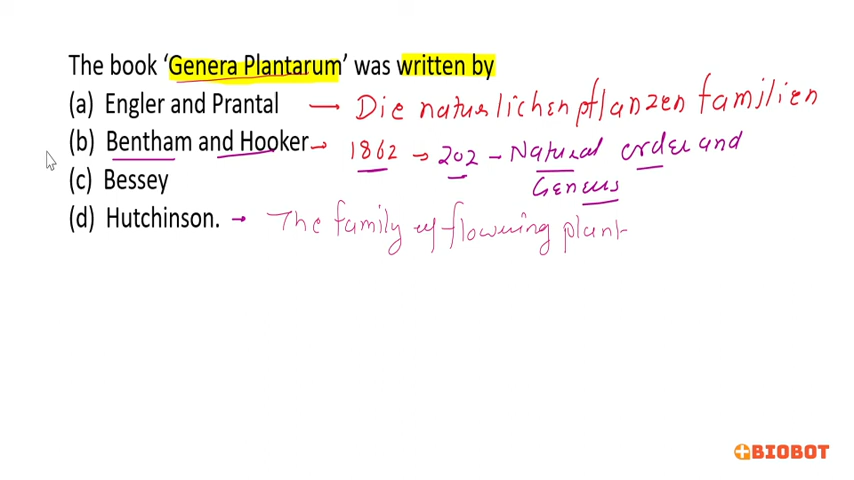 The book ‘Genera Plantarum’ was written by
(a) Engler and Prantal → Die naturlichen pflanzen familien
(b) Bentham and Hooker → 1862 → 202 - Natural order and
Genus
(c) Bessey
(d) Hutchinson. → The family of flowering plant
BIOBOT